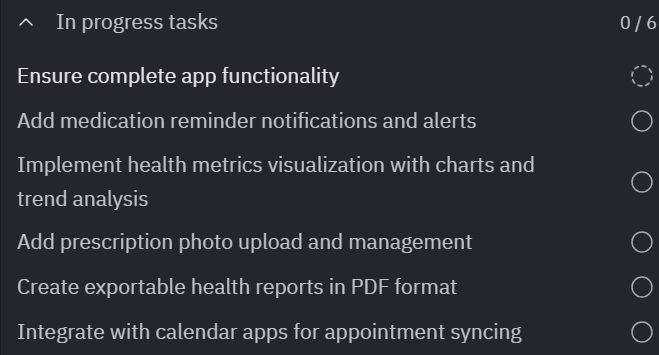 In progress tasks
0 / 6
Ensure complete app functionality
Add medication reminder notifications and alerts
Implement health metrics visualization with charts and
trend analysis
Add prescription photo upload and management
Create exportable health reports in PDF format
Integrate with calendar apps for appointment syncing